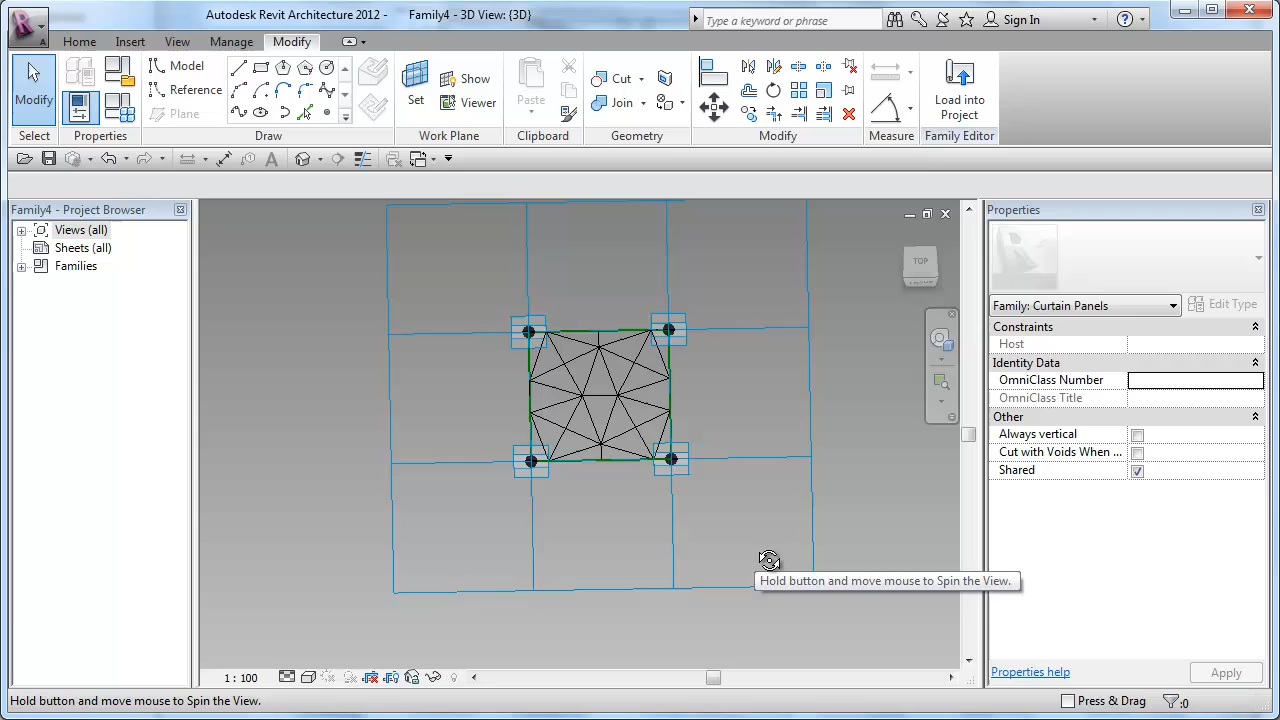 Autodesk Revit Architecture 2012 - Family4 - 3D View: {3D}
Type a keyword or phrase
Sign In
Home Insert View Manage Modify
Modify
Model
Reference
Plane
Set
Show
Viewer
Paste
Cut
Join
Load into
Project
Select Properties Draw Work Plane Clipboard Geometry Modify Measure Family Editor
Family4 - Project Browser
Views (all)
Sheets (all)
Families
TOP
FRONT
Hold button and move mouse to Spin the View.
1 : 100
Properties
Family: Curtain Panels
Edit Type
Constraints
Host
Identity Data
OmniClass Number
OmniClass Title
Other
Always vertical
Cut with Voids When ...
Shared
Properties help
Apply
Hold button and move mouse to Spin the View.
Press & Drag
:0